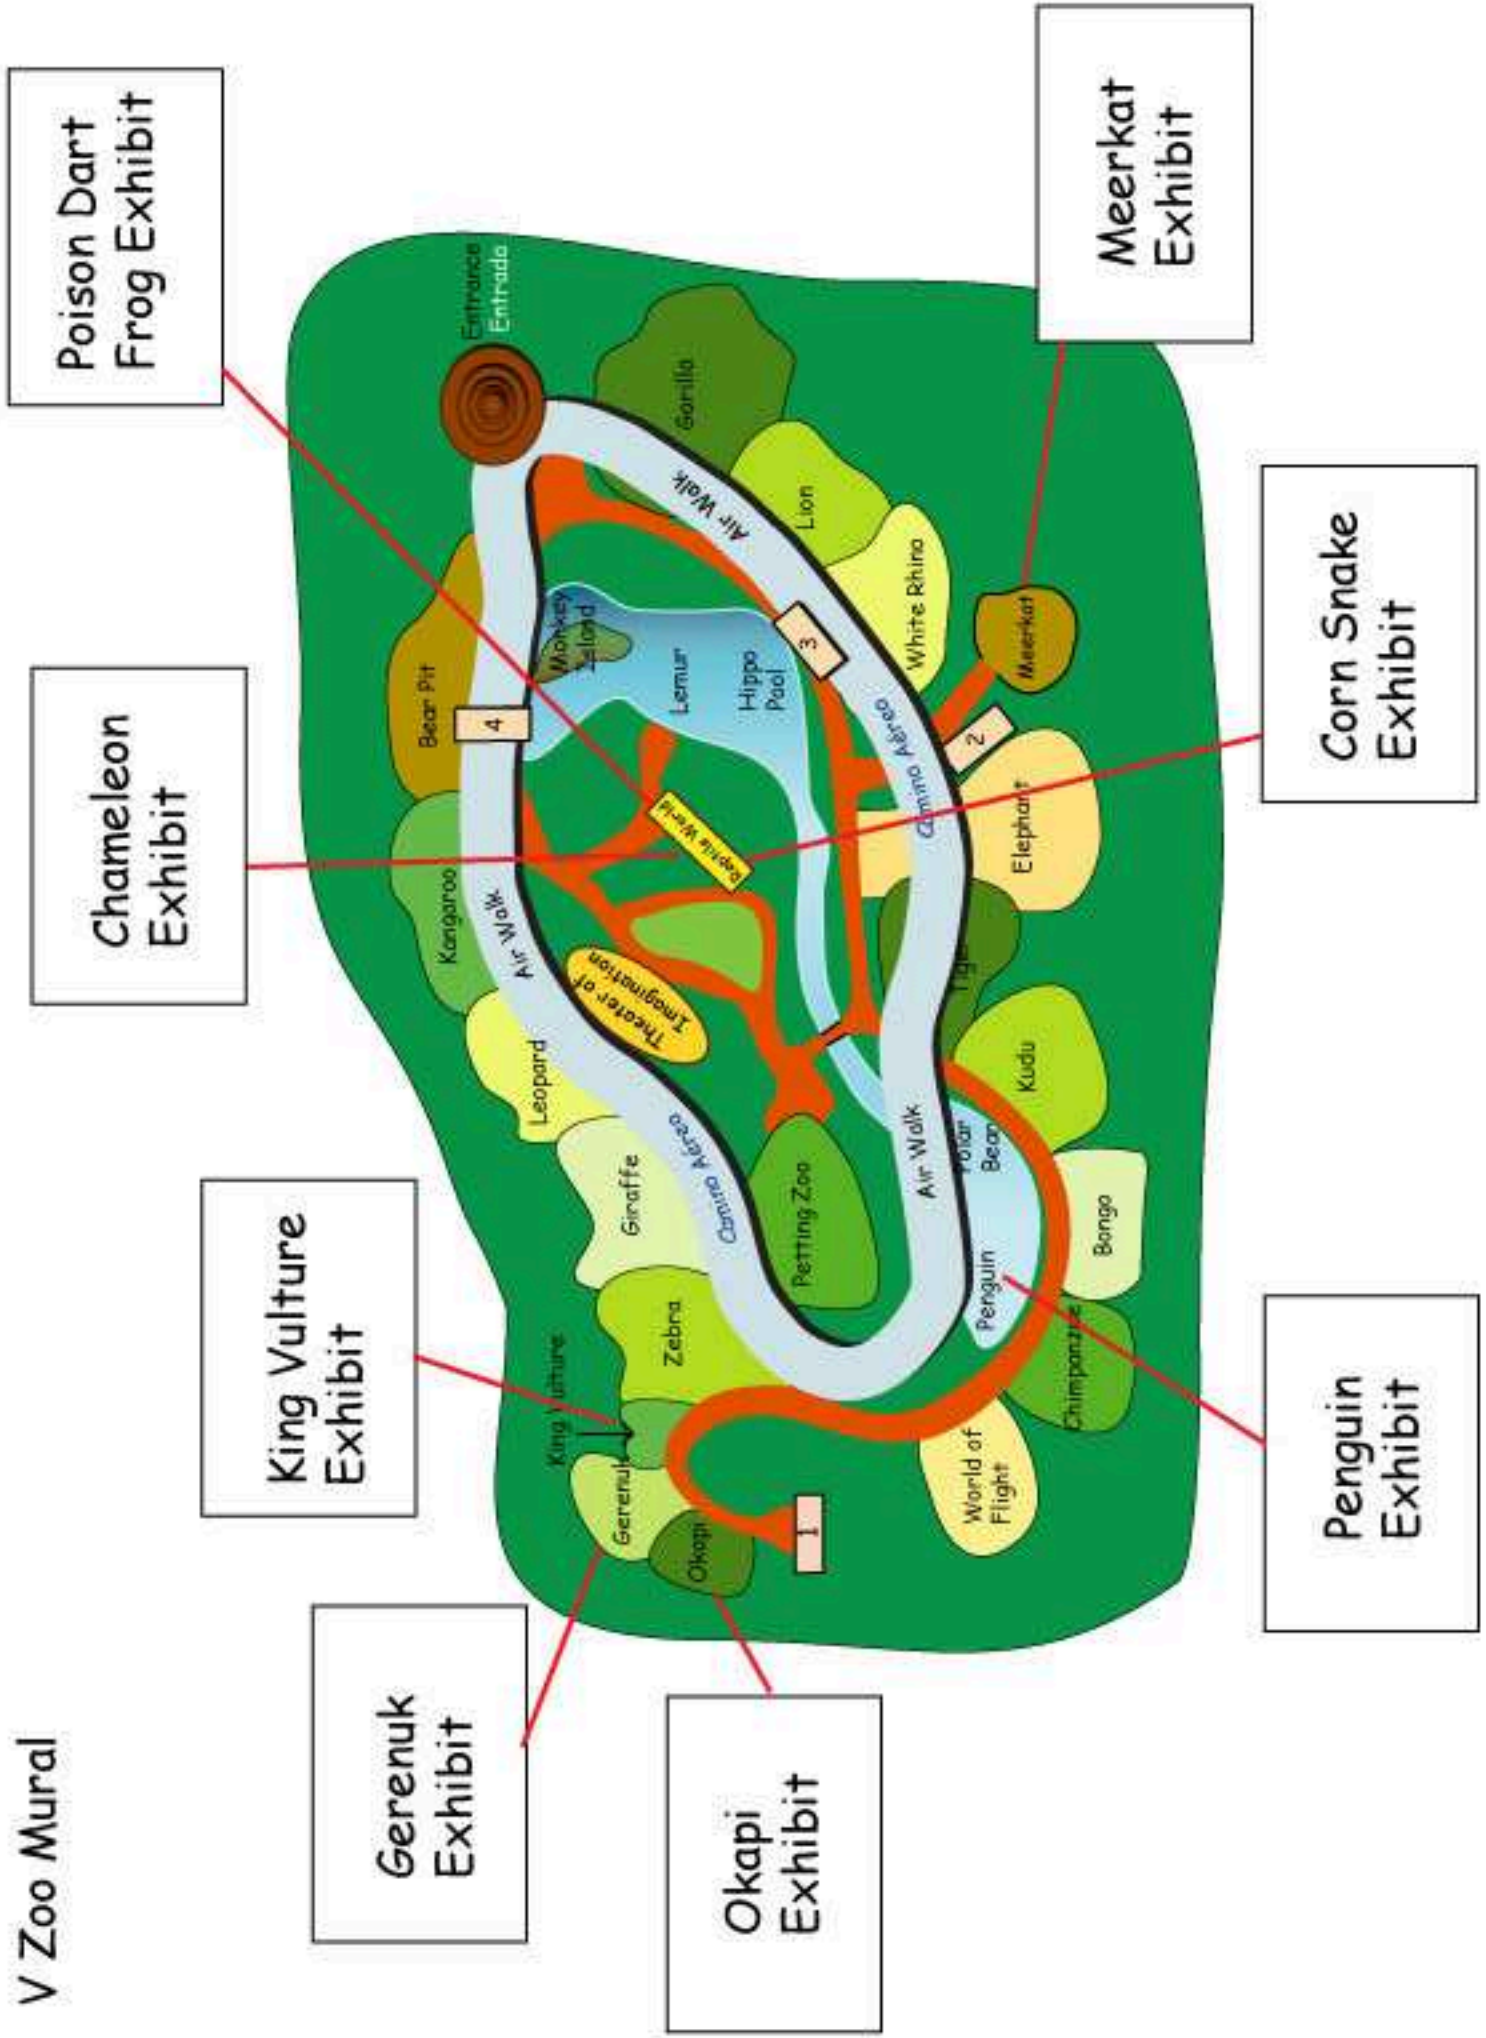 V Zoo Mural
Gerenuk
Exhibit
King Vulture
Exhibit
Chameleon
Exhibit
Poison Dart
Frog Exhibit
Okapi
Exhibit
Penguin
Exhibit
Corn Snake
Exhibit
Meerkat
Exhibit
Entrance
Entrada
Bear Pit
4
Kangaroo
Air Walk
Leopard
Theater of
Imagination
Giraffe
Camino Aéreo
Zebra
King Vulture
Gerenuk
Okapi
1
Petting Zoo
Reptile World
Monkey
Island
Lemur
Hippo
Pool
Gorilla
Air Walk
Lion
3
White Rhino
Camino Aéreo
Meerkat
2
Elephant
Tiger
Kudu
Air Walk
Polar
Bear
Penguin
Bongo
Chimpanzee
World of
Flight